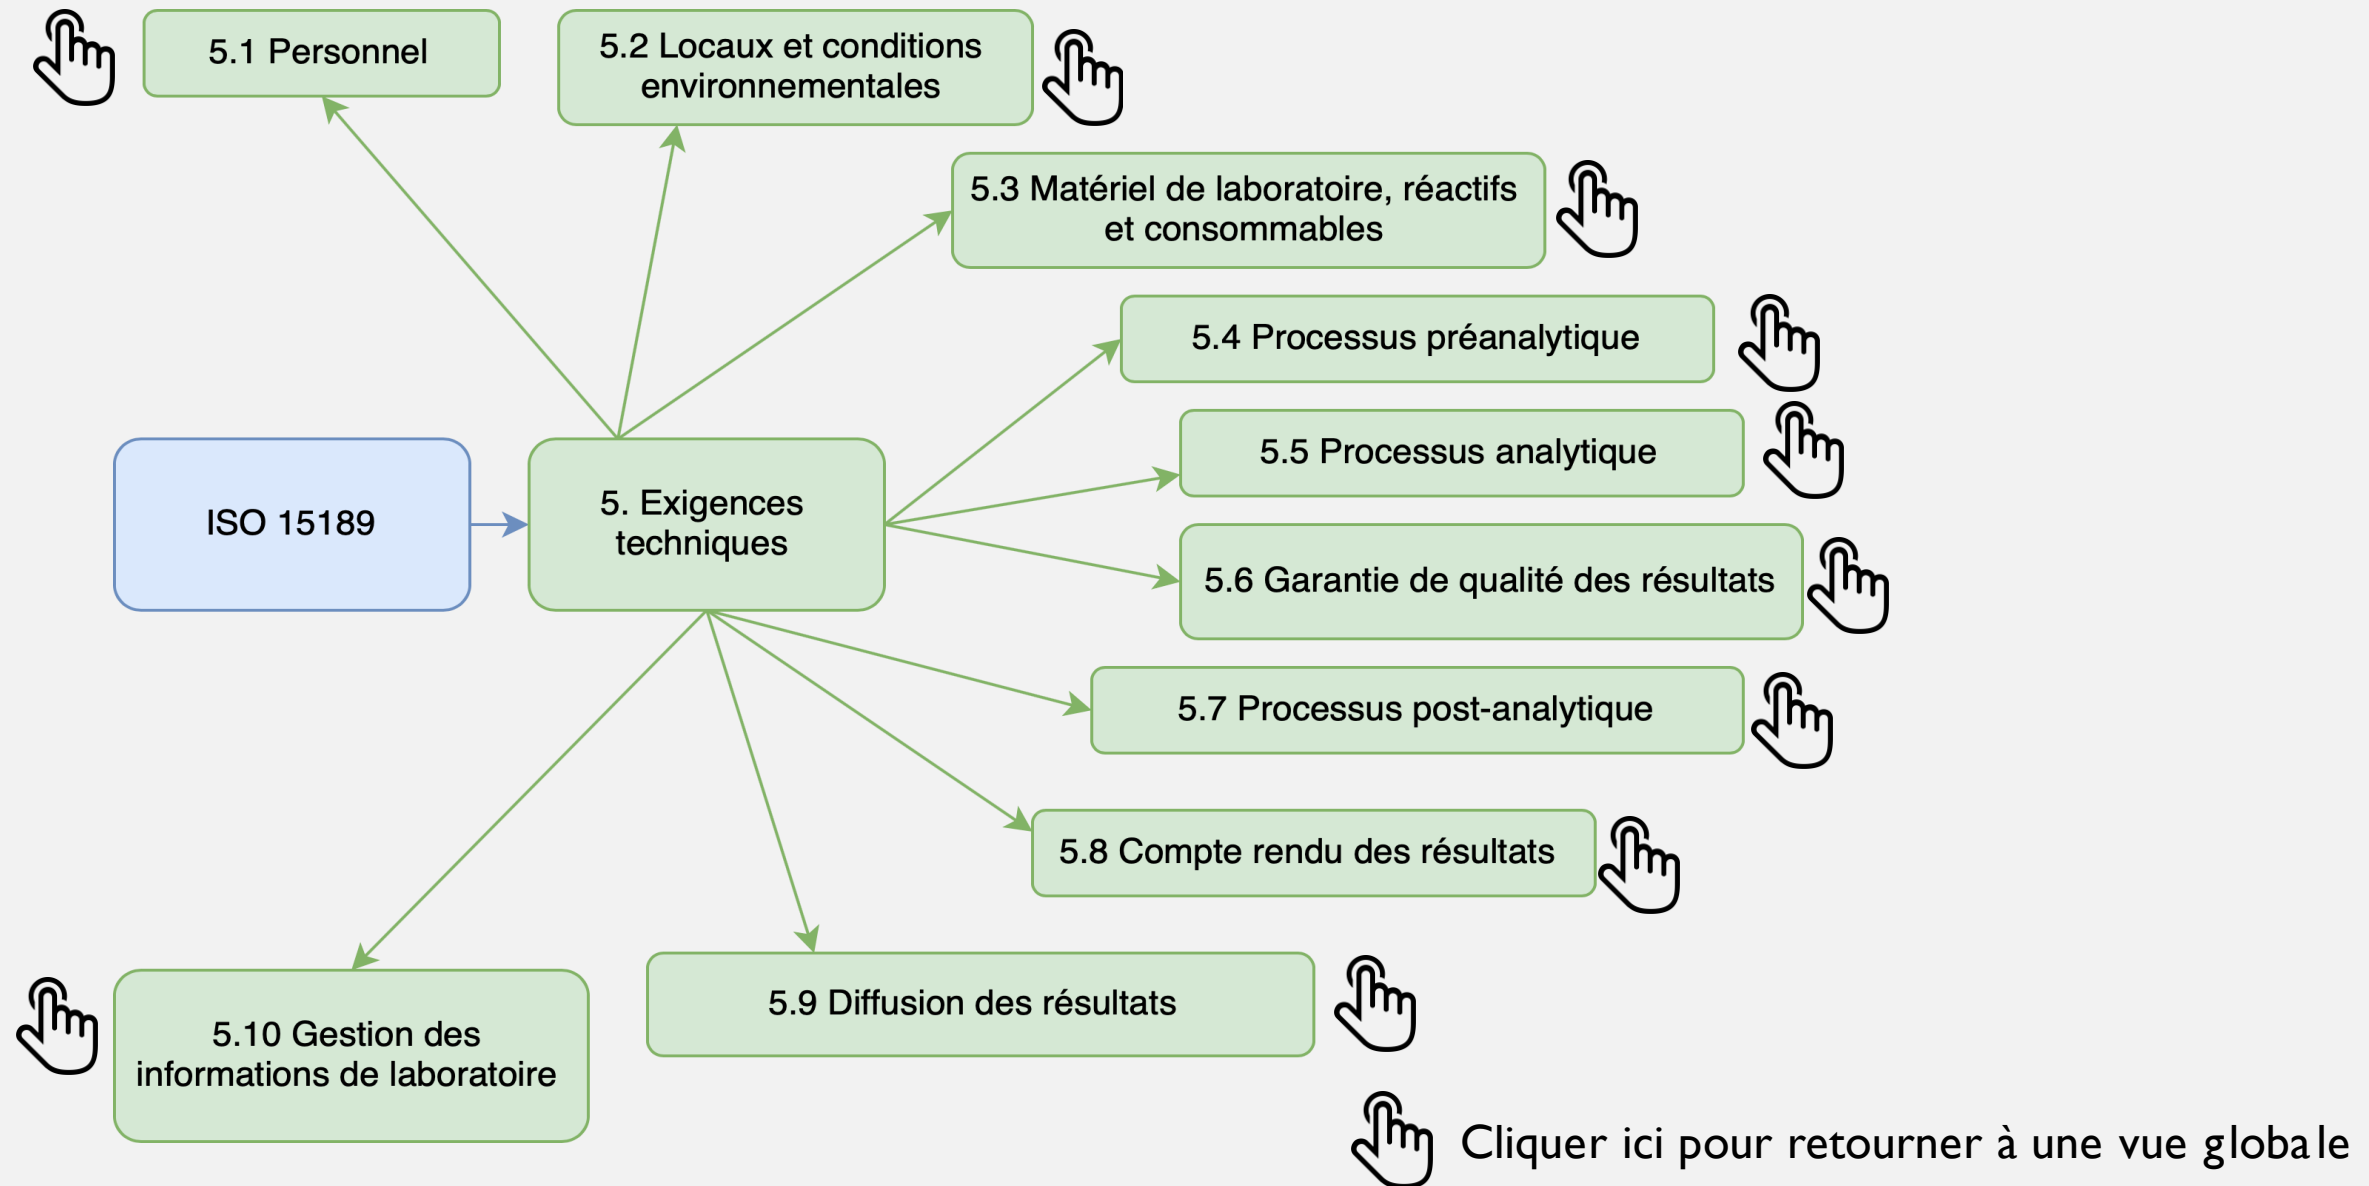 5.1 Personnel
5.2 Locaux et conditions
environnementales
5.3 Matériel de laboratoire, réactifs
et consommables
5.4 Processus préanalytique
5.5 Processus analytique
ISO 15189
5. Exigences
techniques
5.6 Garantie de qualité des résultats
5.7 Processus post-analytique
5.8 Compte rendu des résultats
5.9 Diffusion des résultats
5.10 Gestion des
informations de laboratoire
Cliquer ici pour retourner à une vue globale